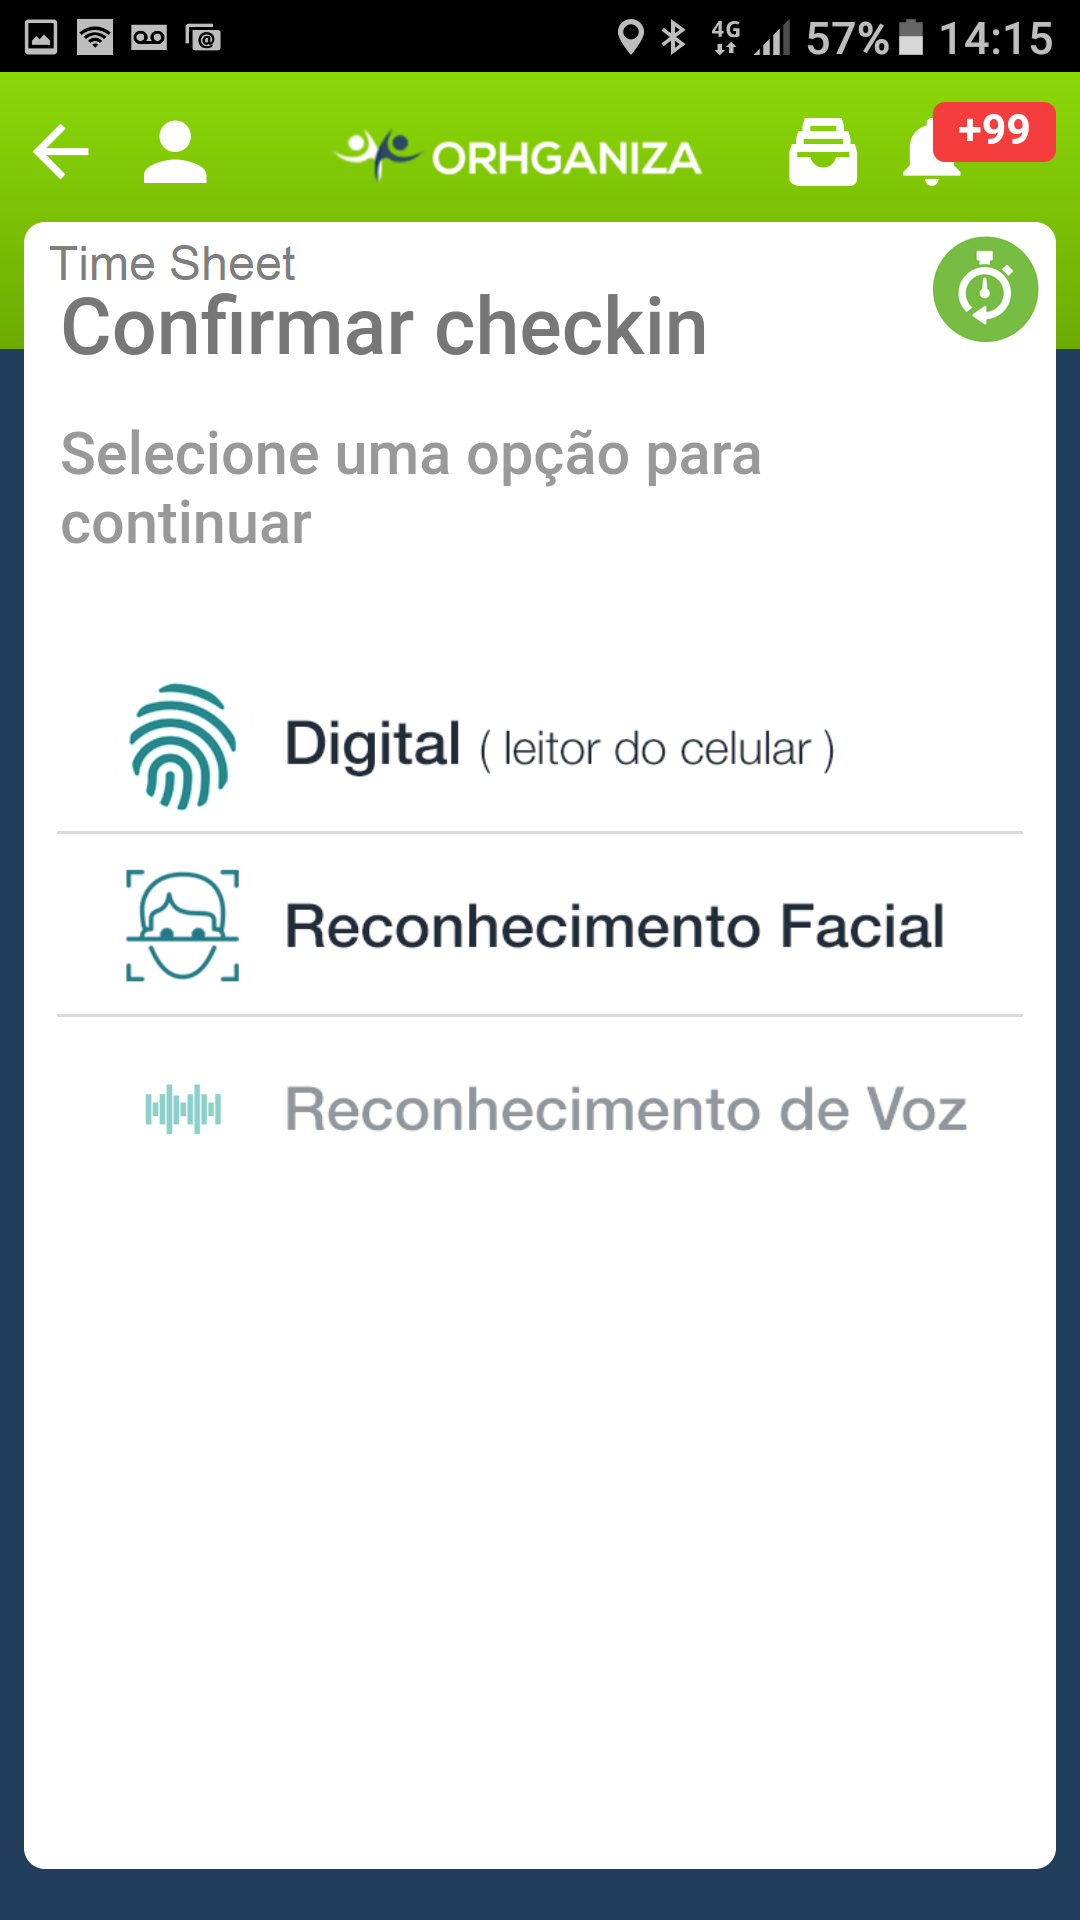 4G 57% 14:15
ORHGANIZA +99
Time Sheet
Confirmar checkin
Selecione uma opção para
continuar
Digital ( leitor do celular )
Reconhecimento Facial
Reconhecimento de Voz